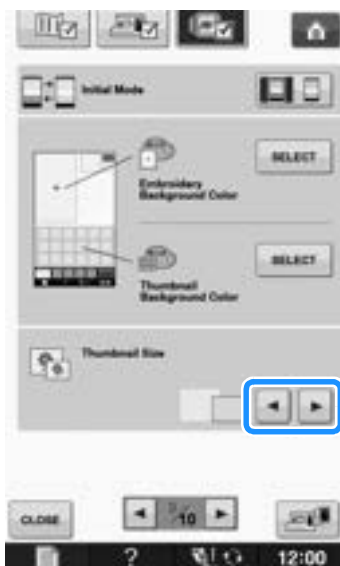 Initial Mode
SELECT
Embroidery
Background Color
SELECT
Thumbnail
Background Color
Thumbnail Size
CLOSE
10
?
12:00